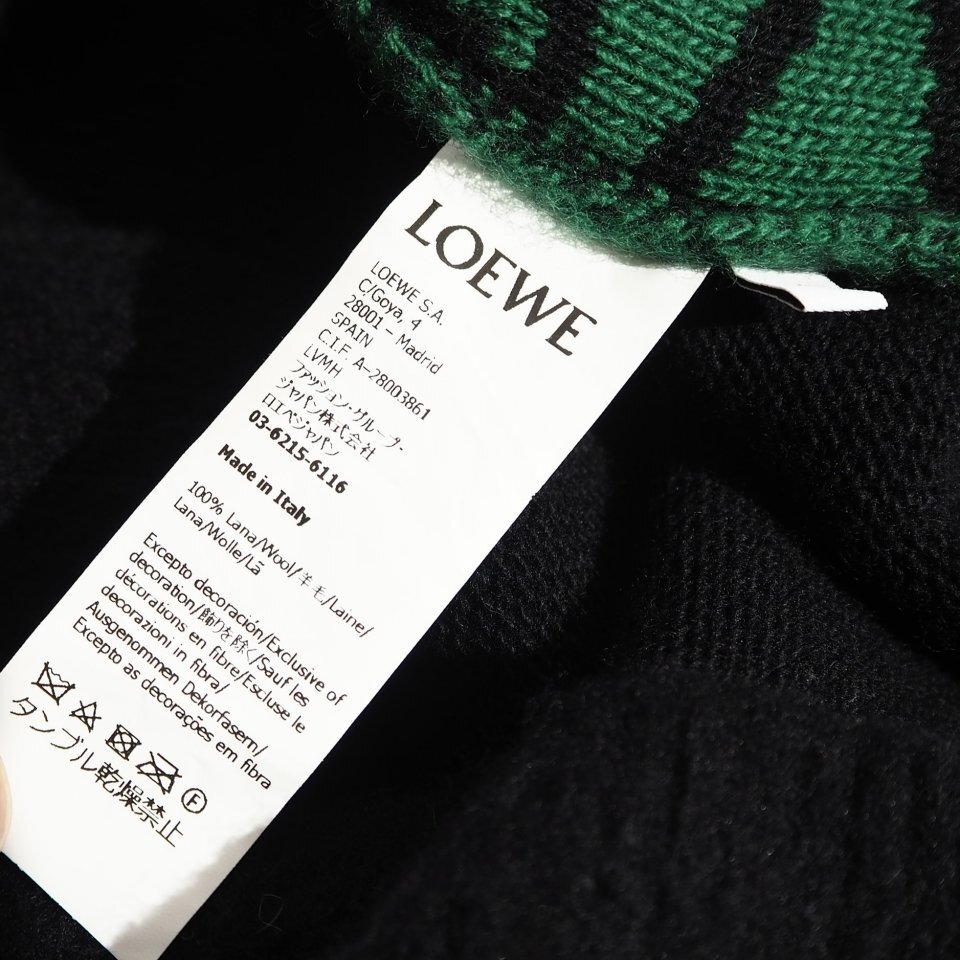 LOEWE
LOEWE S.A.
C/Goya, 4
28001 - Madrid
SPAIN
C.I.F. A-28003861
LVMH
ファッション・グループ・
ジャパン株式会社
ロエベジャパン
03-6215-6116
Made in Italy
100% Lana/Wool/羊毛/Laine/
Lana/Wolle/Lã
Excepto decoración/Exclusive of
decoration/飾りを除く/Sauf les
décorations en fibre/Escluse le
decorazioni in fibra/
Ausgenommen Dekorfasern/
Excepto as decorações em fibra
F
タンブル乾燥禁止